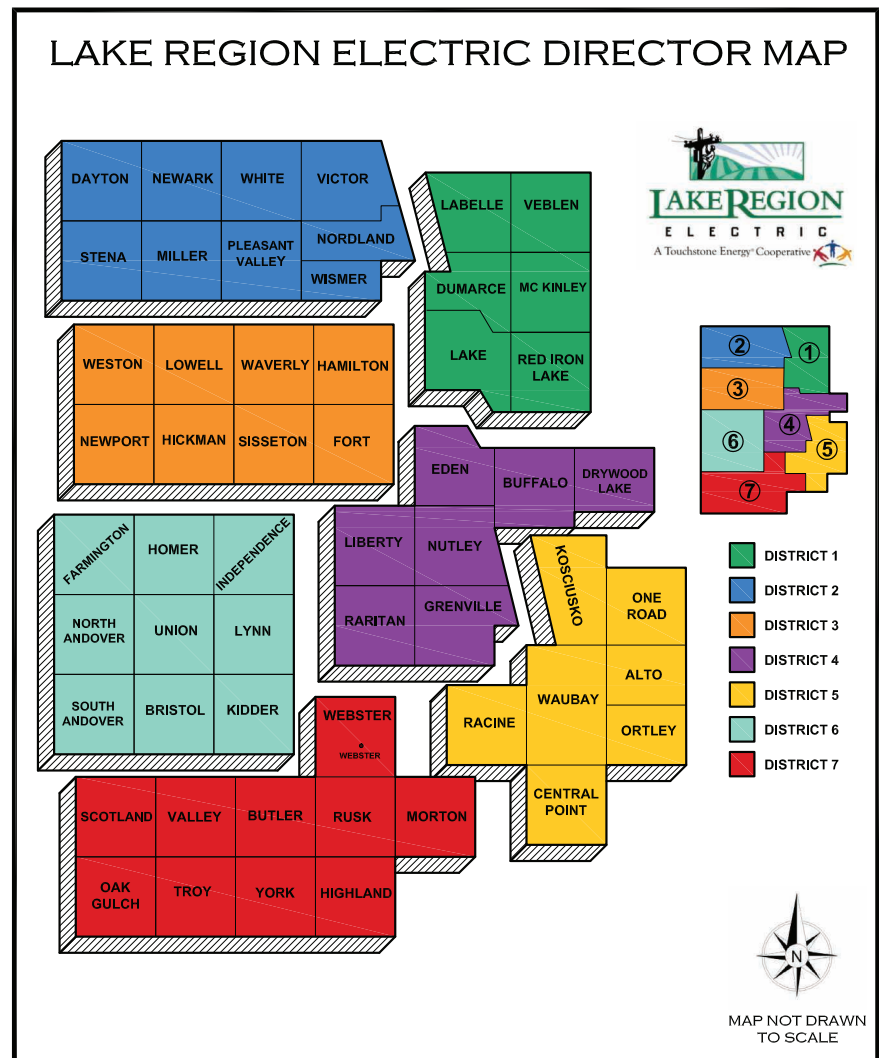 LAKE REGION ELECTRIC DIRECTOR MAP
LAKE REGION
ELECTRIC
A Touchstone Energy® Cooperative
DAYTON
NEWARK
WHITE
VICTOR
STENA
MILLER
PLEASANT
VALLEY
NORDLAND
WISMER
LABELLE
VEBLEN
DUMARCE
MC KINLEY
LAKE
RED IRON
LAKE
WESTON
LOWELL
WAVERLY
HAMILTON
NEWPORT
HICKMAN
SISSETON
FORT
EDEN
BUFFALO
DRYWOOD
LAKE
LIBERTY
NUTLEY
RARITAN
GRENVILLE
FARMINGTON
HOMER
INDEPENDENCE
NORTH
ANDOVER
UNION
LYNN
SOUTH
ANDOVER
BRISTOL
KIDDER
KOSCIUSKO
ONE
ROAD
WAUBAY
ALTO
RACINE
ORTLEY
CENTRAL
POINT
WEBSTER
WEBSTER
SCOTLAND
VALLEY
BUTLER
RUSK
MORTON
OAK
GULCH
TROY
YORK
HIGHLAND
2
1
3
4
6
5
7
DISTRICT 1
DISTRICT 2
DISTRICT 3
DISTRICT 4
DISTRICT 5
DISTRICT 6
DISTRICT 7
N
MAP NOT DRAWN
TO SCALE